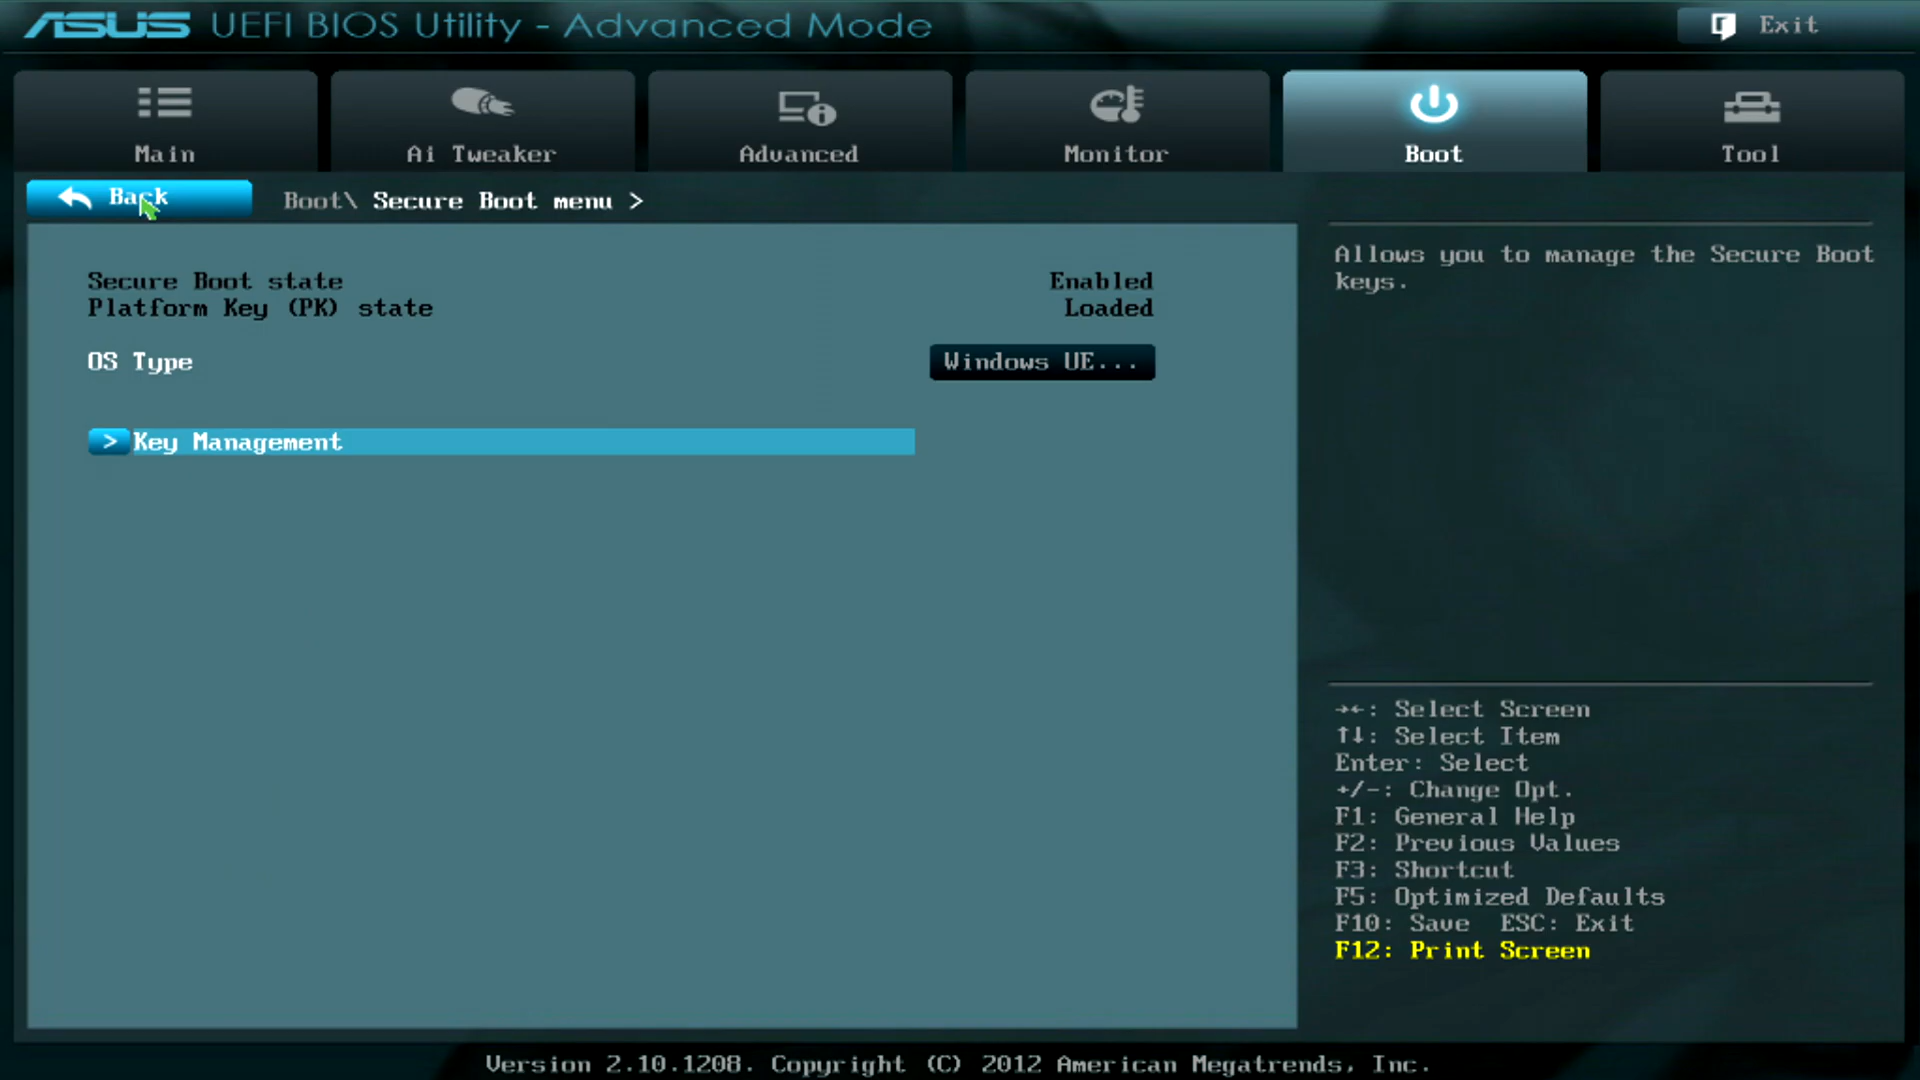 ASUS UEFI BIOS Utility - Advanced Mode
Exit
Main
Ai Tweaker
Advanced
Monitor
Boot
Tool
Back
Boot\ Secure Boot menu >
Secure Boot state Enabled
Platform Key (PK) state Loaded
OS Type Windows UE...
> Key Management
Allows you to manage the Secure Boot
keys.
→←: Select Screen
↑↓: Select Item
Enter: Select
+/-: Change Opt.
F1: General Help
F2: Previous Values
F3: Shortcut
F5: Optimized Defaults
F10: Save ESC: Exit
F12: Print Screen
Version 2.10.1208. Copyright (C) 2012 American Megatrends, Inc.